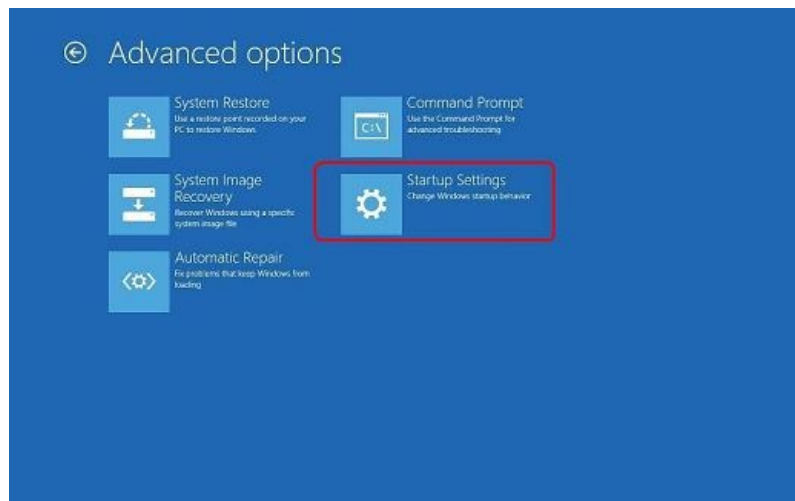 Advanced options
System Restore
Use a restore point recorded on your
PC to restore Windows
Command Prompt
Use the Command Prompt for
advanced troubleshooting
C:\
System Image
Recovery
Recover Windows using a specific
system image file
Startup Settings
Change Windows startup behavior
Automatic Repair
Fix problems that keep Windows from
loading